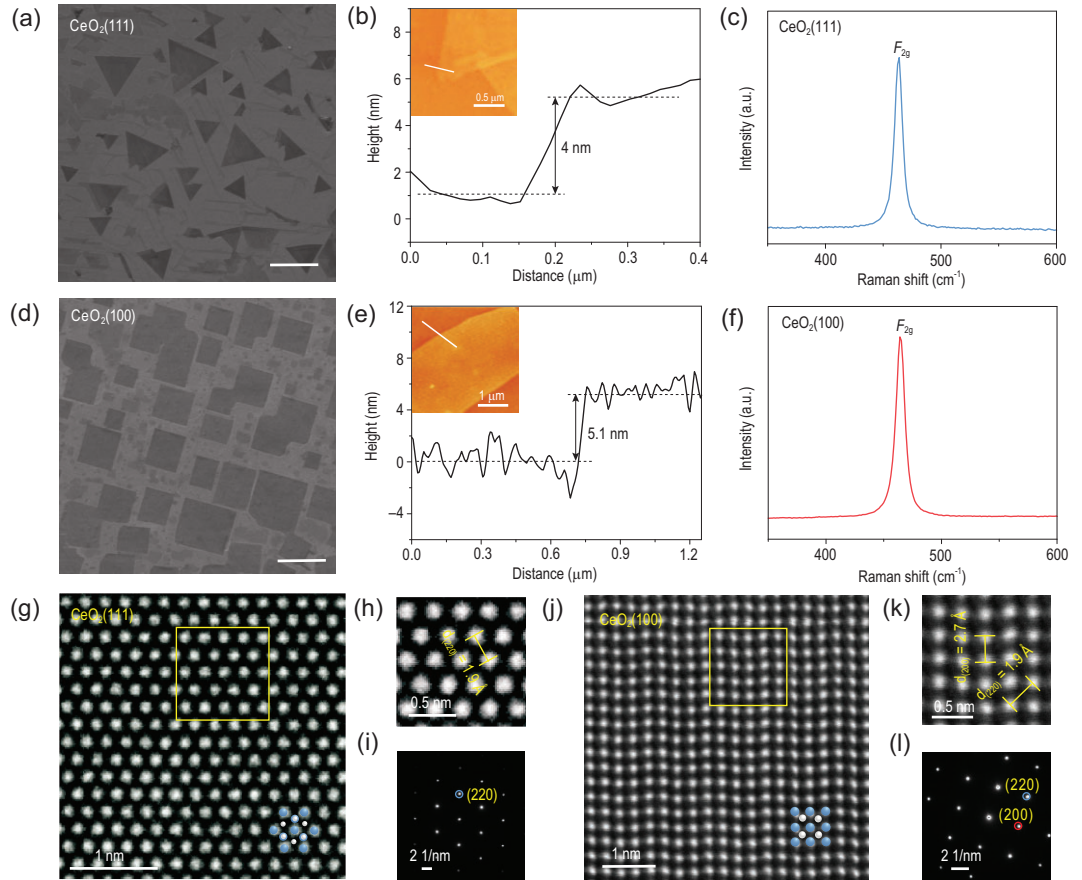 (a)
CeO₂(111)
(b)
Height (nm)
8
6
4
2
0
0.5 μm
4 nm
0.0 0.1 0.2 0.3 0.4
Distance (μm)
(c)
CeO₂(111)
F₂g
Intensity (a.u.)
400 500 600
Raman shift (cm⁻¹)
(d)
CeO₂(100)
(e)
Height (nm)
12
8
4
0
–4
1 μm
5.1 nm
0.0 0.3 0.6 0.9 1.2
Distance (μm)
(f)
CeO₂(100)
F₂g
Intensity (a.u.)
400 500 600
Raman shift (cm⁻¹)
(g)
CeO₂(111)
1 nm
(h)
d₍₂₂₀₎ = 1.9 Å
0.5 nm
(i)
(220)
2 1/nm
(j)
CeO₂(100)
1 nm
(k)
d₍₂₀₀₎ = 2.7 Å
d₍₂₂₀₎ = 1.9 Å
0.5 nm
(l)
(220)
(200)
2 1/nm